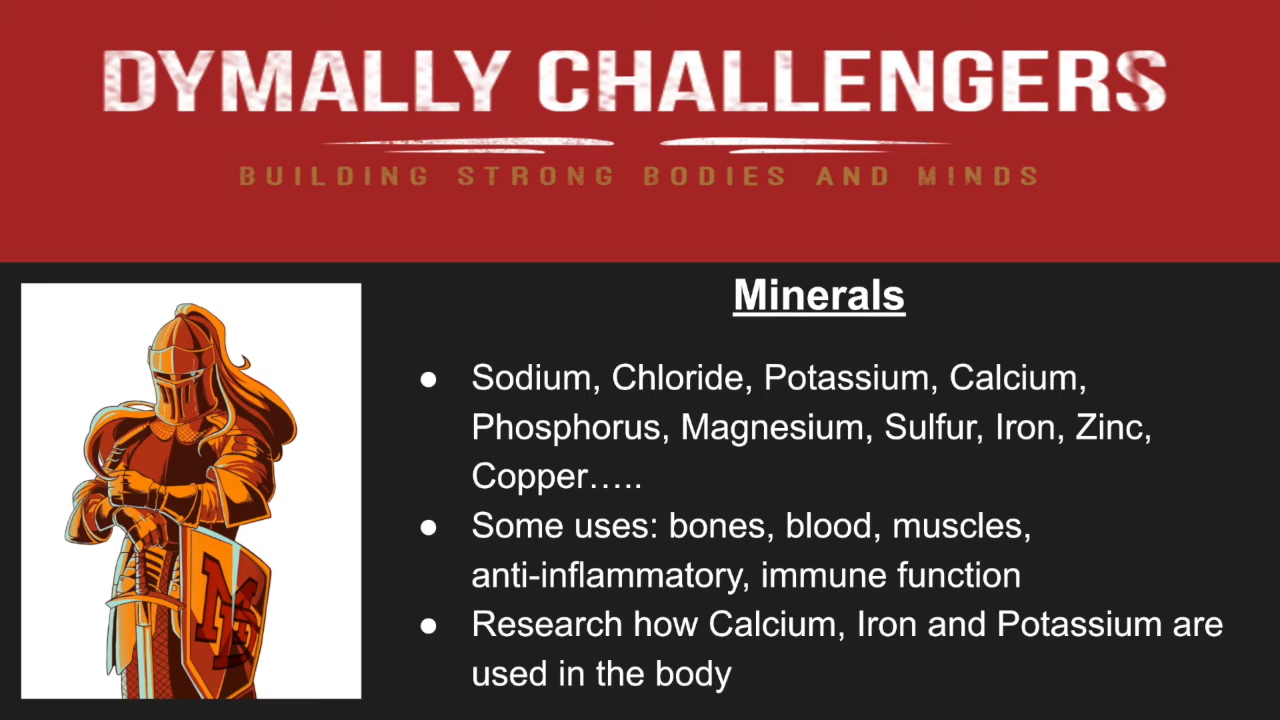 DYMALLY CHALLENGERS
BUILDING STRONG BODIES AND MINDS
Minerals
● Sodium, Chloride, Potassium, Calcium,
Phosphorus, Magnesium, Sulfur, Iron, Zinc,
Copper…..
● Some uses: bones, blood, muscles,
anti-inflammatory, immune function
● Research how Calcium, Iron and Potassium are
used in the body